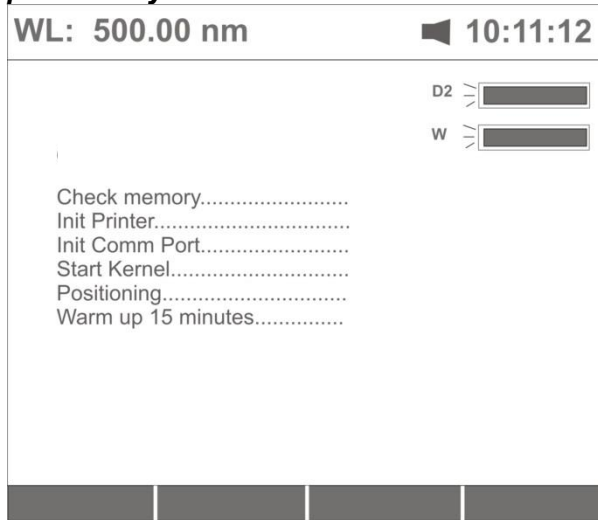 WL: 500.00 nm 10:11:12
D2
W
Check memory.........................
Init Printer.................................
Init Comm Port.........................
Start Kernel..............................
Positioning...............................
Warm up 15 minutes...............